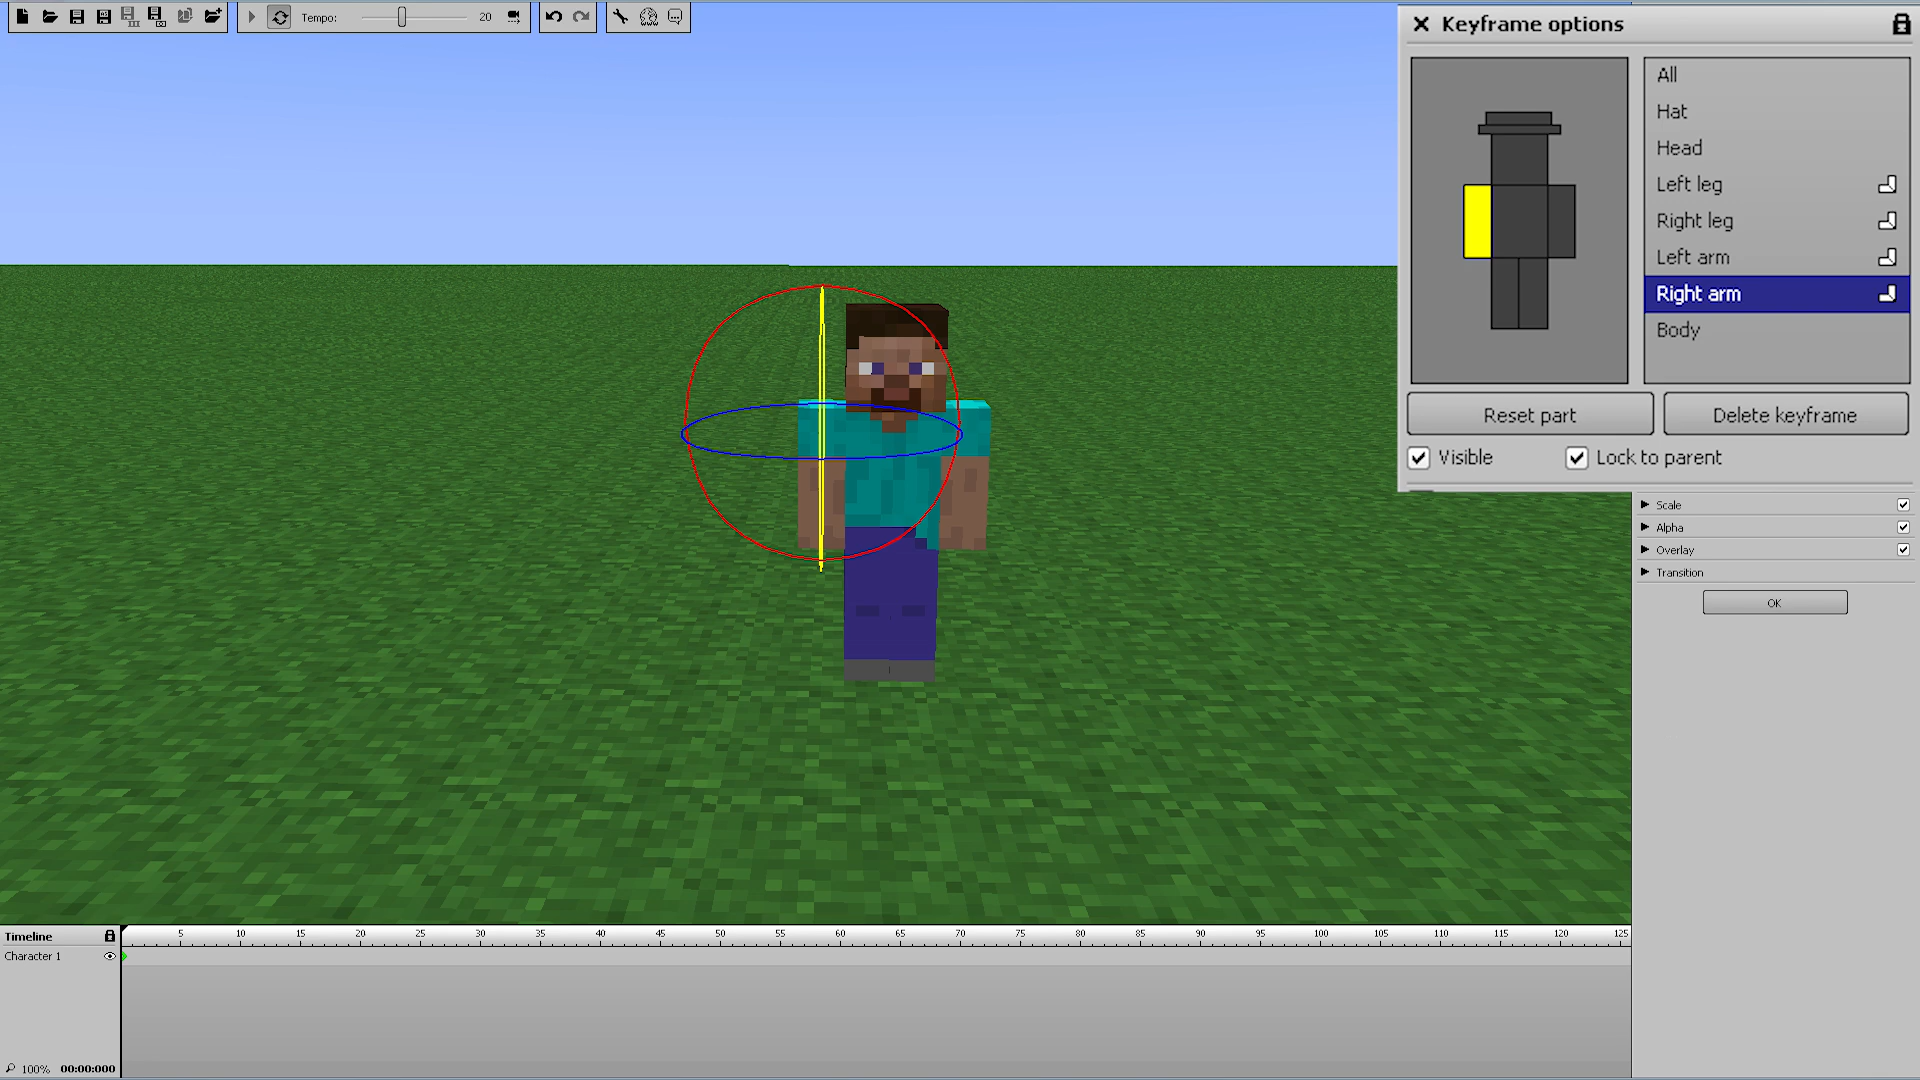 Tempo: 20
Keyframe options
All
Hat
Head
Left leg
Right leg
Left arm
Right arm
Body
Reset part Delete keyframe
Visible Lock to parent
Scale
Alpha
Overlay
Transition
OK
Timeline 5 10 15 20 25 30 35 40 45 50 55 60 65 70 75 80 85 90 95 100 105 110 115 120 125
Character 1
100% 00:00:000